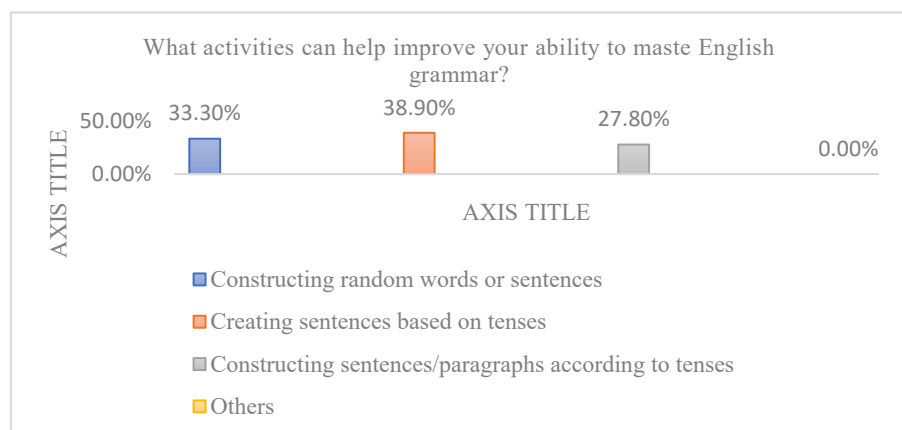 What activities can help improve your ability to maste English
grammar?
33.30%
38.90%
27.80%
0.00%
50.00%
0.00%
AXIS TITLE
AXIS TITLE
Constructing random words or sentences
Creating sentences based on tenses
Constructing sentences/paragraphs according to tenses
Others